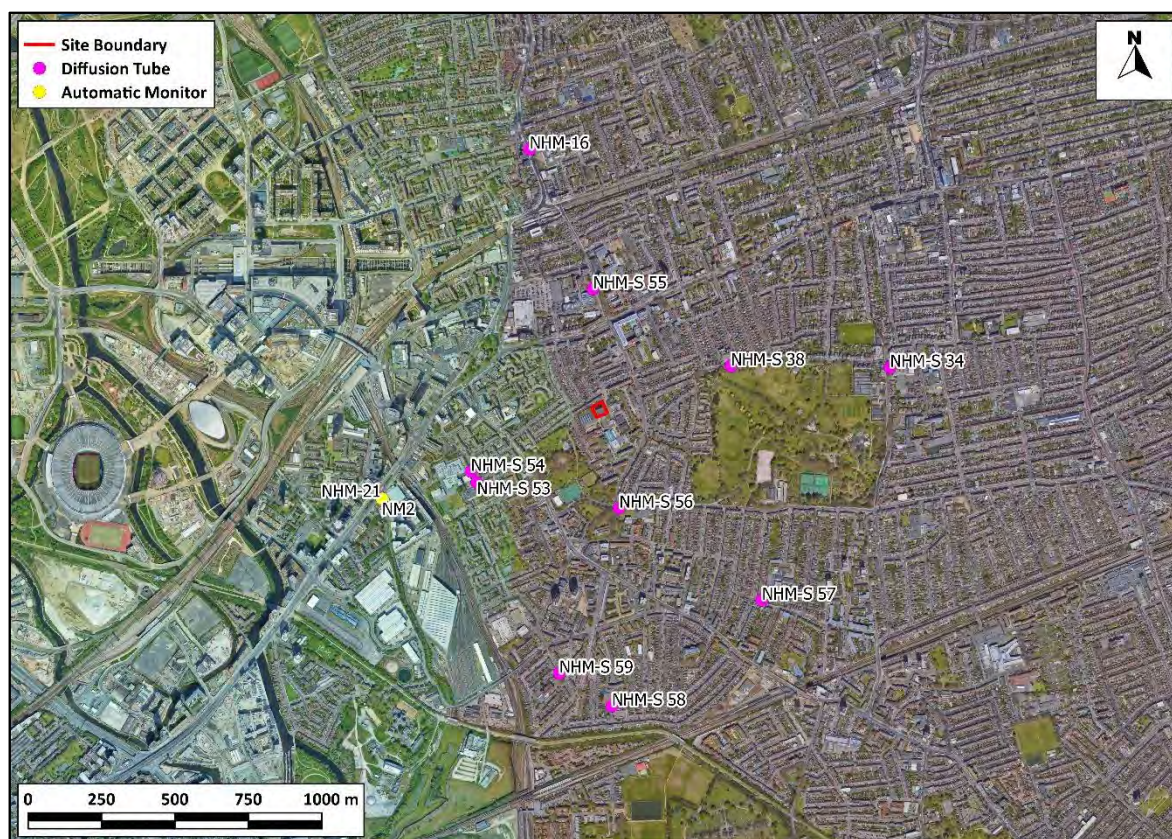 Site Boundary
Diffusion Tube
Automatic Monitor
N
NHM-16
NHM-S 55
NHM-S 38
NHM-S 34
NHM-S 54
NHM-S 53
NHM-21
NM2
NHM-S 56
NHM-S 57
NHM-S 59
NHM-S 58
0 250 500 750 1000 m